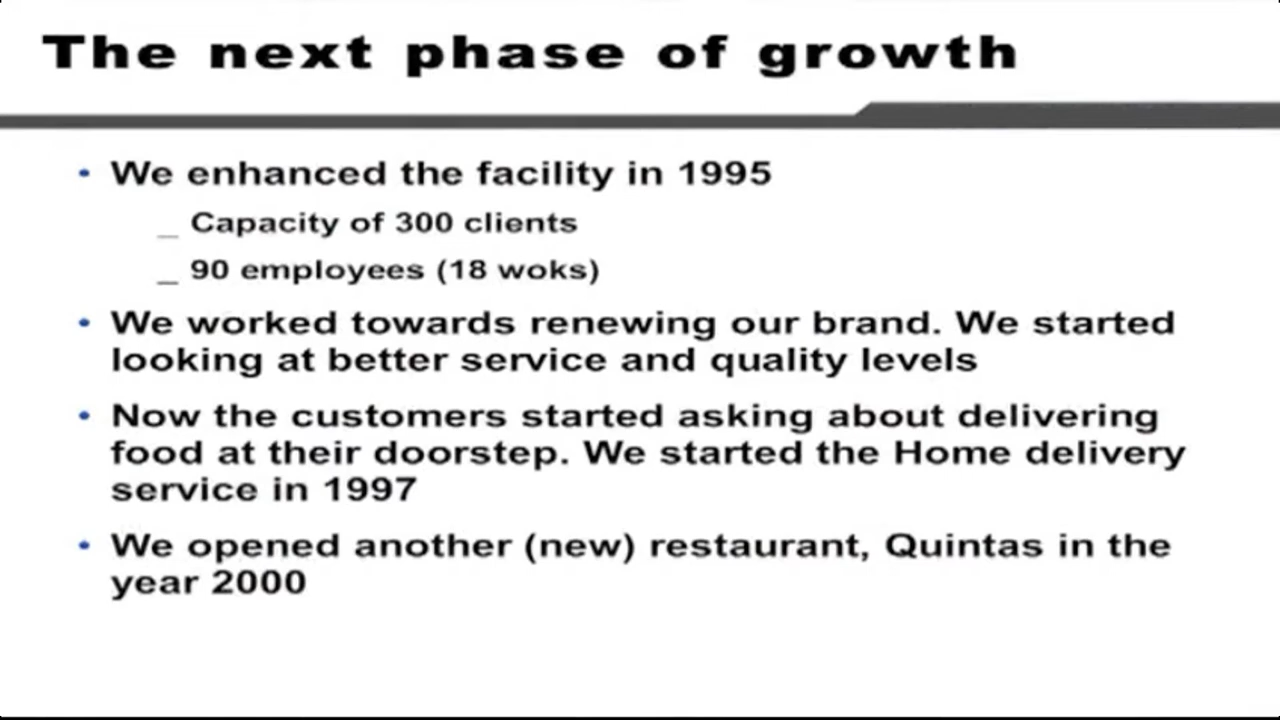 The next phase of growth
• We enhanced the facility in 1995
_ Capacity of 300 clients
_ 90 employees (18 woks)
• We worked towards renewing our brand. We started
looking at better service and quality levels
• Now the customers started asking about delivering
food at their doorstep. We started the Home delivery
service in 1997
• We opened another (new) restaurant, Quintas in the
year 2000